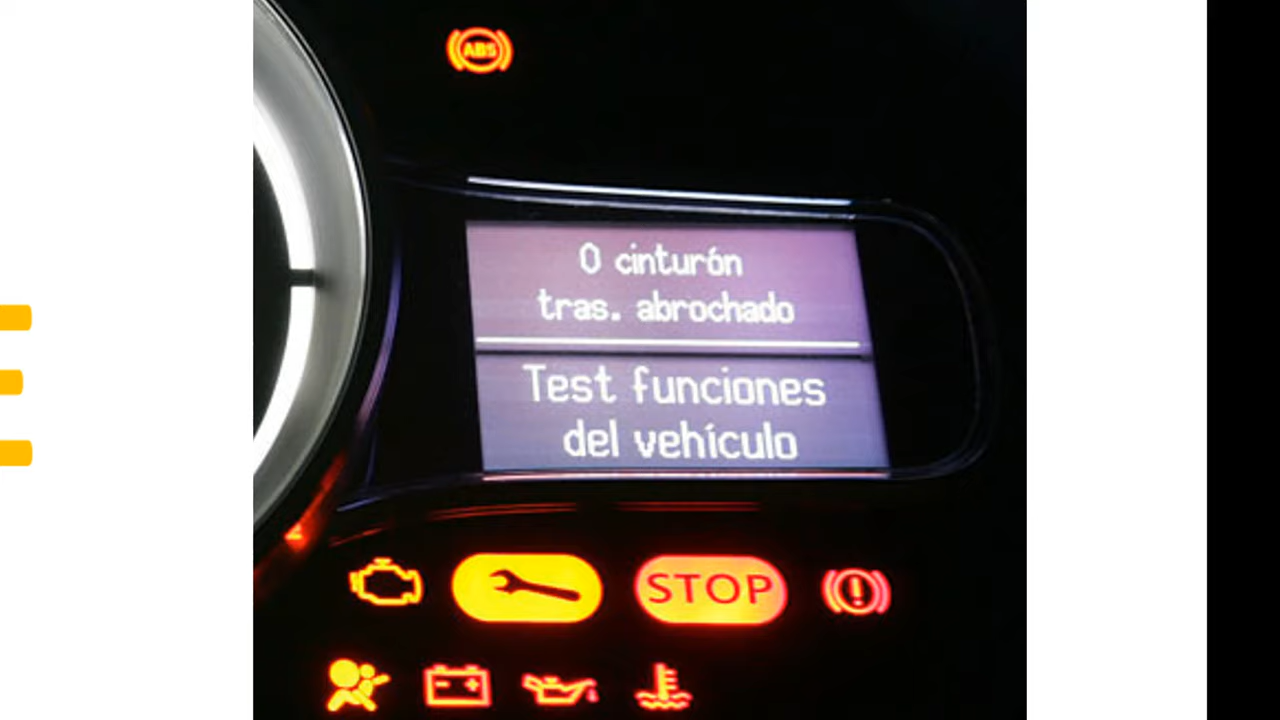 ABS
0 cinturón
tras. abrochado
Test funciones
del vehículo
STOP